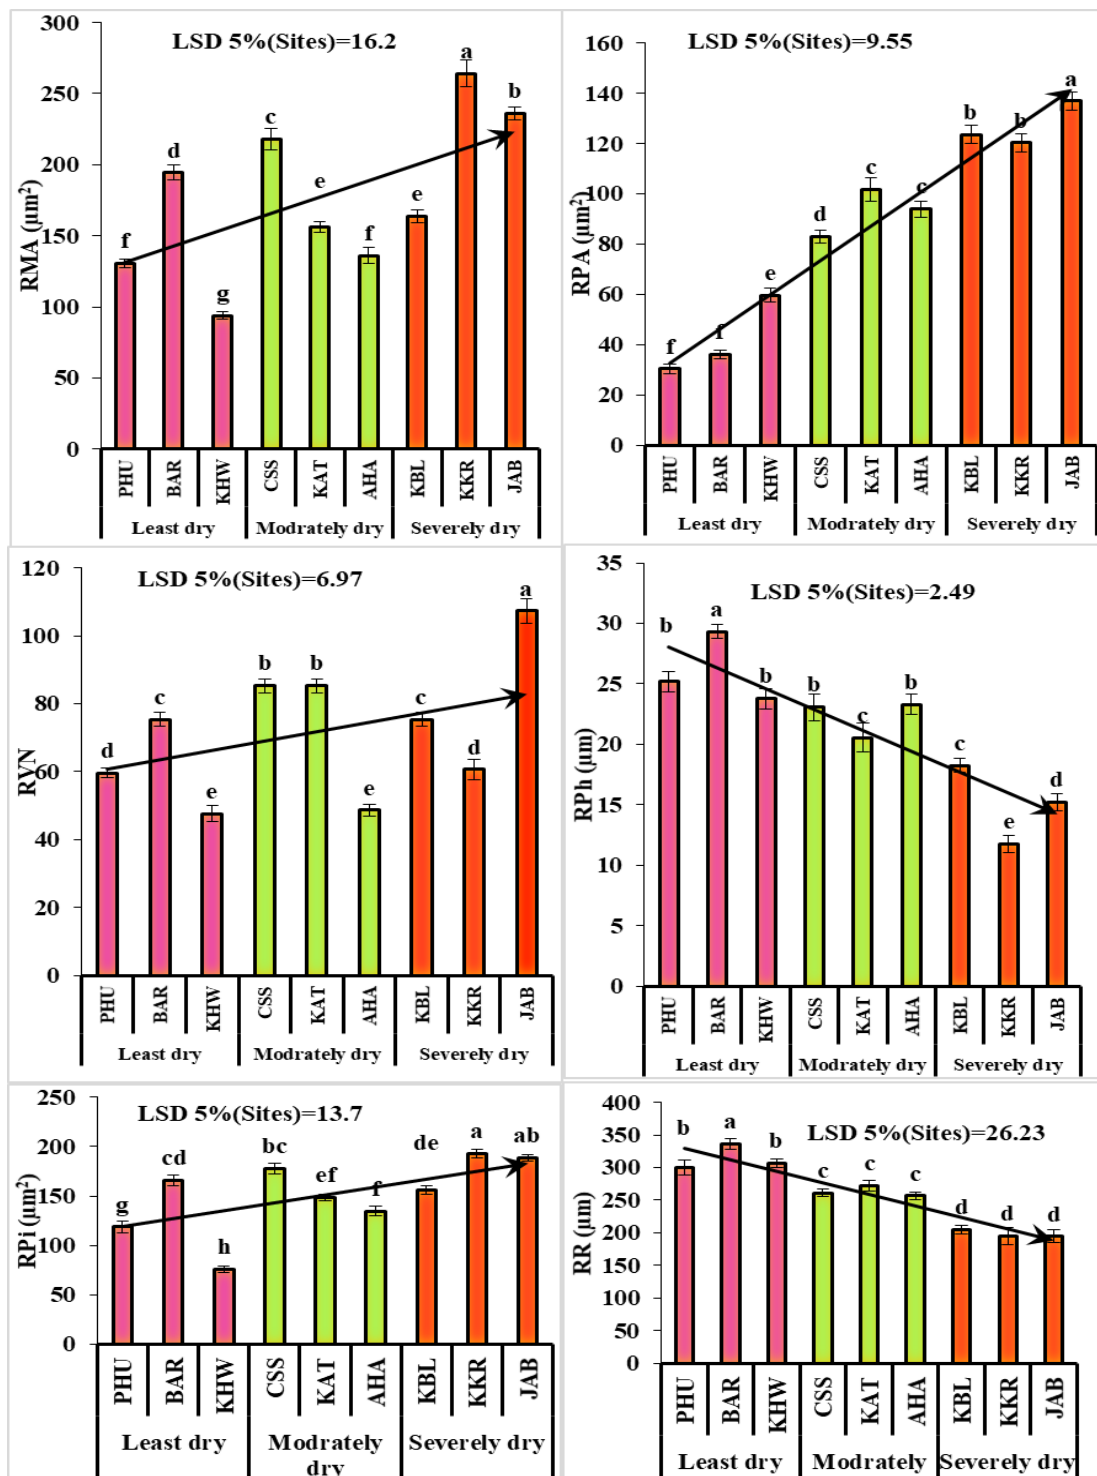 LSD 5%(Sites)=16.2
RMA (µm²)
300
250
200
150
100
50
0
f
d
g
c
e
f
e
a
b
PHU
BAR
KHW
CSS
KAT
AHA
KBL
KKR
JAB
Least dry
Modrately dry
Severely dry
LSD 5%(Sites)=9.55
RPA (µm²)
160
140
120
100
80
60
40
20
0
f
f
e
d
c
c
b
b
a
PHU
BAR
KHW
CSS
KAT
AHA
KBL
KKR
JAB
Least dry
Modrately dry
Severely dry
LSD 5%(Sites)=6.97
RVN
120
100
80
60
40
20
0
d
c
e
b
b
e
c
d
a
PHU
BAR
KHW
CSS
KAT
AHA
KBL
KKR
JAB
Least dry
Modrately dry
Severely dry
LSD 5%(Sites)=2.49
RPh (µm)
35
30
25
20
15
10
5
0
b
a
b
b
c
b
c
e
d
PHU
BAR
KHW
CSS
KAT
AHA
KBL
KKR
JAB
Least dry
Modrately dry
Severely dry
LSD 5%(Sites)=13.7
RPi (µm²)
250
200
150
100
50
0
g
cd
h
bc
ef
f
de
a
ab
PHU
BAR
KHW
CSS
KAT
AHA
KBL
KKR
JAB
Least dry
Modrately
dry
Severely dry
LSD 5%(Sites)=26.23
RR (µm)
400
350
300
250
200
150
100
50
0
b
a
b
c
c
c
d
d
d
PHU
BAR
KHW
CSS
KAT
AHA
KBL
KKR
JAB
Least dry
Modrately
Severely dry